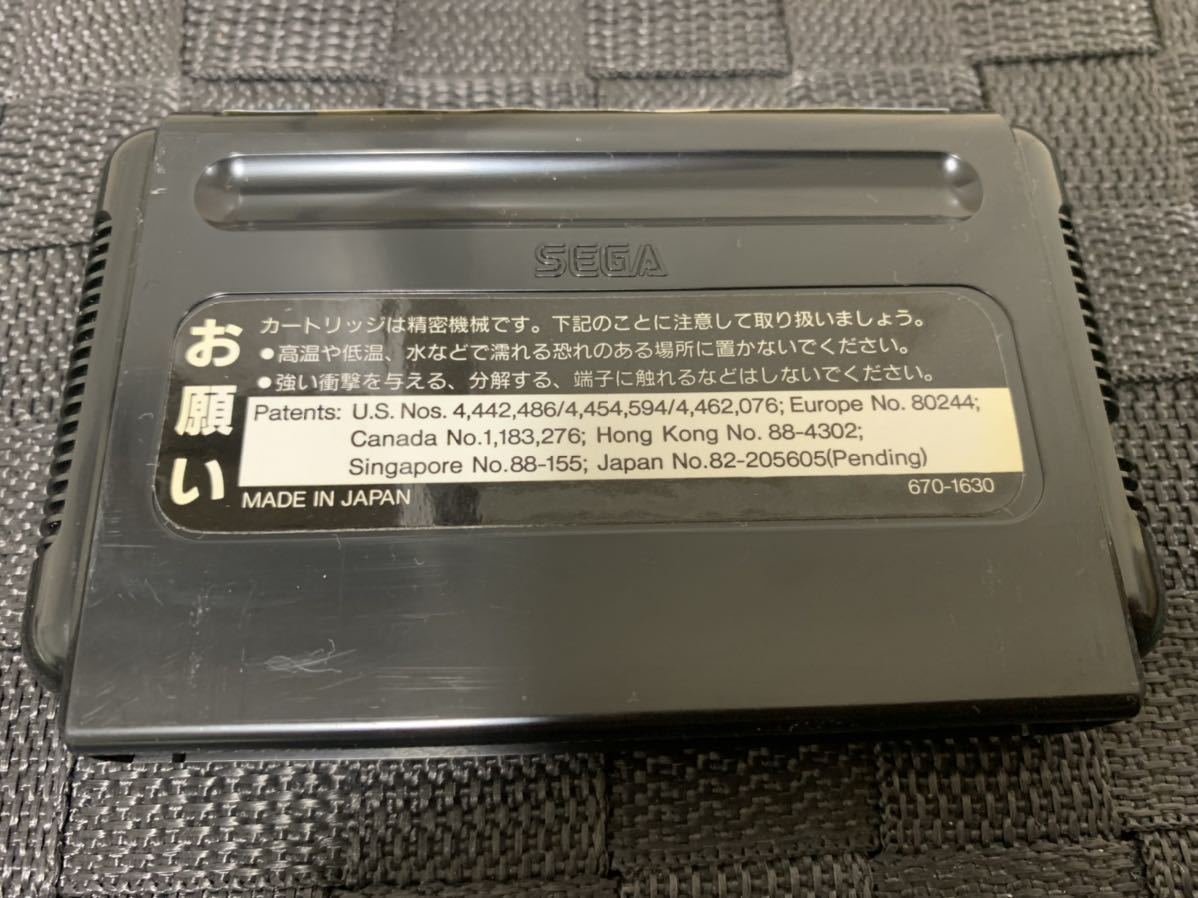 SEGA
お願い
カートリッジは精密機械です。下記のことに注意して取り扱いましょう。
●高温や低温、水などで濡れる恐れのある場所に置かないでください。
●強い衝撃を与える、分解する、端子に触れるなどはしないでください。
Patents: U.S. Nos. 4,442,486/4,454,594/4,462,076; Europe No. 80244;
Canada No.1,183,276; Hong Kong No. 88-4302;
Singapore No.88-155; Japan No.82-205605(Pending)
MADE IN JAPAN
670-1630